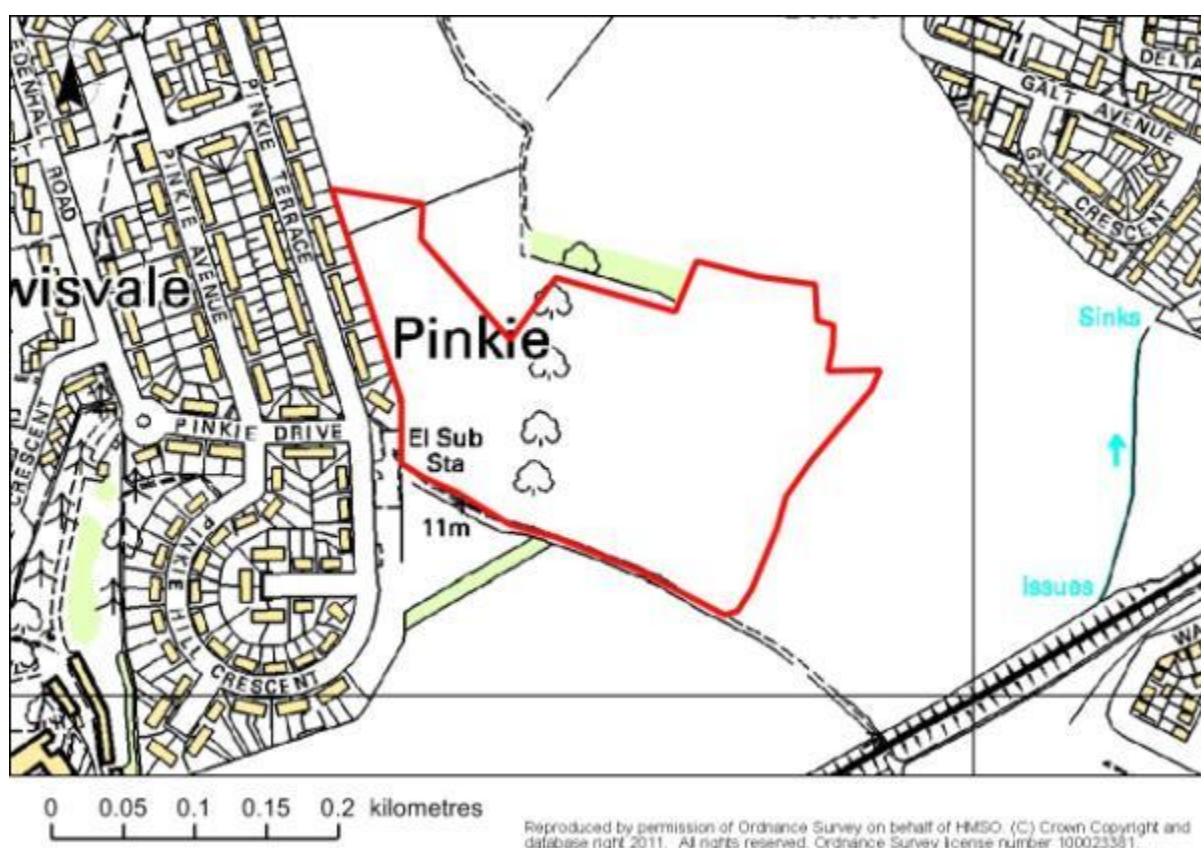 EDENHALL ROAD
PINKIE AVENUE
PINKIE TERRACE
GALT AVENUE
DELTA
GALT CRESCENT
wisvale
Pinkie
Sinks
CRESCENT
PINKIE DRIVE
El Sub
Sta
11m
PINKIE HILL CRESCENT
Issues
WA
0 0.05 0.1 0.15 0.2 kilometres
Reproduced by permission of Ordnance Survey on behalf of HMSO. (C) Crown Copyright and
database right 2011. All rights reserved. Ordnance Survey license number 100023381.